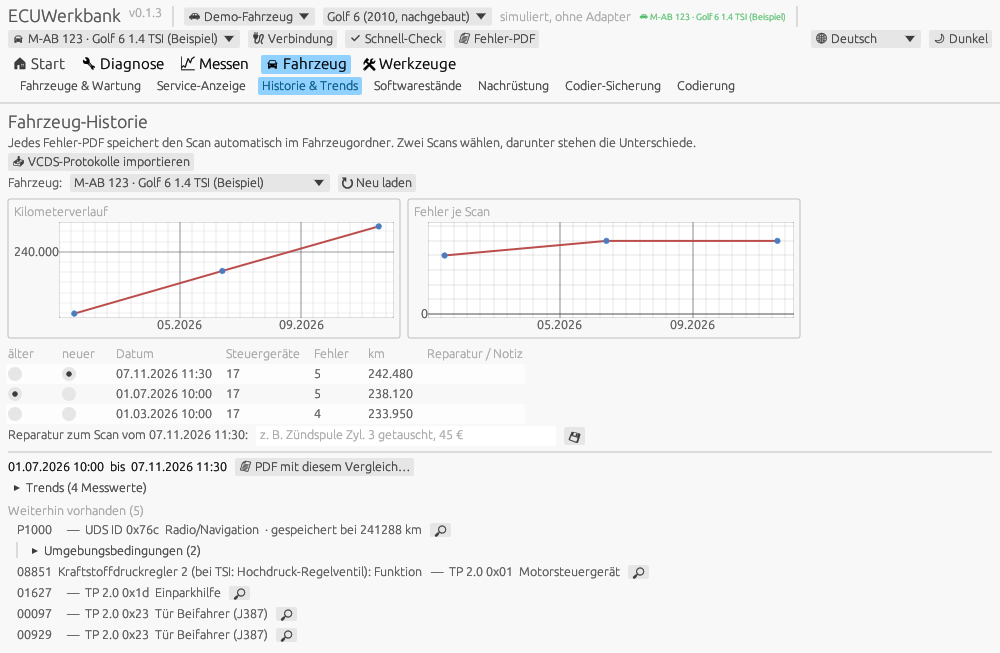 ECUWerkbank v0.1.3 Demo-Fahrzeug Golf 6 (2010, nachgebaut) simuliert, ohne Adapter M-AB 123 · Golf 6 1.4 TSI (Beispiel)
M-AB 123 · Golf 6 1.4 TSI (Beispiel) Verbindung Schnell-Check Fehler-PDF Deutsch Dunkel
Start Diagnose Messen Fahrzeug Werkzeuge
Fahrzeuge & Wartung Service-Anzeige Historie & Trends Softwarestände Nachrüstung Codier-Sicherung Codierung
Fahrzeug-Historie
Jedes Fehler-PDF speichert den Scan automatisch im Fahrzeugordner. Zwei Scans wählen, darunter stehen die Unterschiede.
VCDS-Protokolle importieren
Fahrzeug: M-AB 123 · Golf 6 1.4 TSI (Beispiel) Neu laden
Kilometerverlauf
240.000
05.2026 09.2026
Fehler je Scan
0
05.2026 09.2026
älter neuer Datum Steuergeräte Fehler km Reparatur / Notiz
07.11.2026 11:30 17 5 242.480
01.07.2026 10:00 17 5 238.120
01.03.2026 10:00 17 4 233.950
Reparatur zum Scan vom 07.11.2026 11:30: z. B. Zündspule Zyl. 3 getauscht, 45 €
01.07.2026 10:00 bis 07.11.2026 11:30 PDF mit diesem Vergleich…
Trends (4 Messwerte)
Weiterhin vorhanden (5)
P1000 — UDS ID 0x76c Radio/Navigation · gespeichert bei 241288 km
Umgebungsbedingungen (2)
08851 Kraftstoffdruckregler 2 (bei TSI: Hochdruck-Regelventil): Funktion — TP 2.0 0x01 Motorsteuergerät
01627 — TP 2.0 0x1d Einparkhilfe
00097 — TP 2.0 0x23 Tür Beifahrer (J387)
00929 — TP 2.0 0x23 Tür Beifahrer (J387)